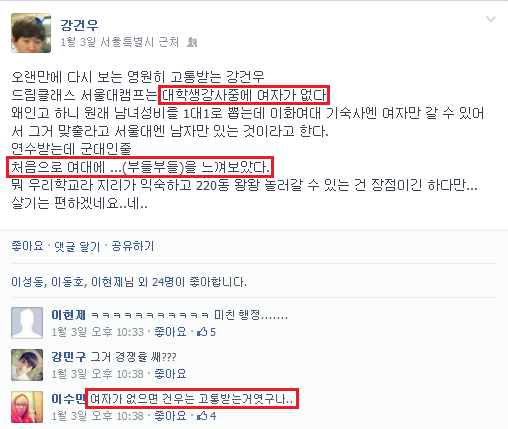 강건우
1월 3일 서울특별시 근처
오랜만에 다시 보는 영원히 고통받는 강건우
드림클래스 서울대캠프는 대학생강사중에 여자가 없다
왜인고 하니 원래 남녀성비를 1대1로 뽑는데 이화여대 기숙사엔 여자만 갈 수 있어
서 그거 맞출라고 서울대엔 남자만 있는 것이라고 한다.
연수받는데 군대인줄
처음으로 여대에 ...(부들부들)을 느껴보았다.
뭐 우리학교라 지리가 익숙하고 220동 왕왕 놀러갈 수 있는 건 장점이긴 하다만...
살기는 편하겠네요..네..
좋아요 · 댓글 달기 · 공유하기
이성동, 이동호, 이현제님 외 24명이 좋아합니다.
이현제 ㅋㅋㅋㅋㅋㅋㅋㅋㅋㅋㅋ 미친 행정.......
1월 3일 오후 10:33 · 좋아요 · 5
강민구 그거 경쟁률 쌔???
1월 3일 오후 10:38 · 좋아요
이수민 여자가 없으면 건우는 고통받는거엿구나..
1월 3일 오후 10:38 · 좋아요 · 4